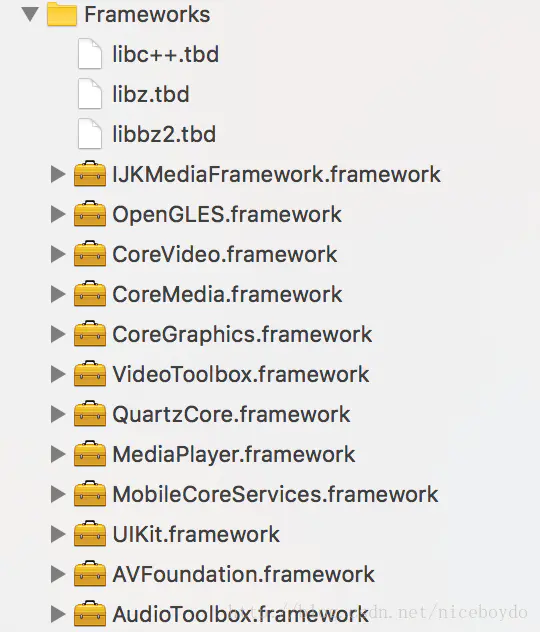 Frameworks
libc++.tbd
libz.tbd
libbz2.tbd
IJKMediaFramework.framework
OpenGLES.framework
CoreVideo.framework
CoreMedia.framework
CoreGraphics.framework
VideoToolbox.framework
QuartzCore.framework
MediaPlayer.framework
MobileCoreServices.framework
UIKit.framework
AVFoundation.framework
AudioToolbox.framework
http://blog.csdn.net/niceboydo